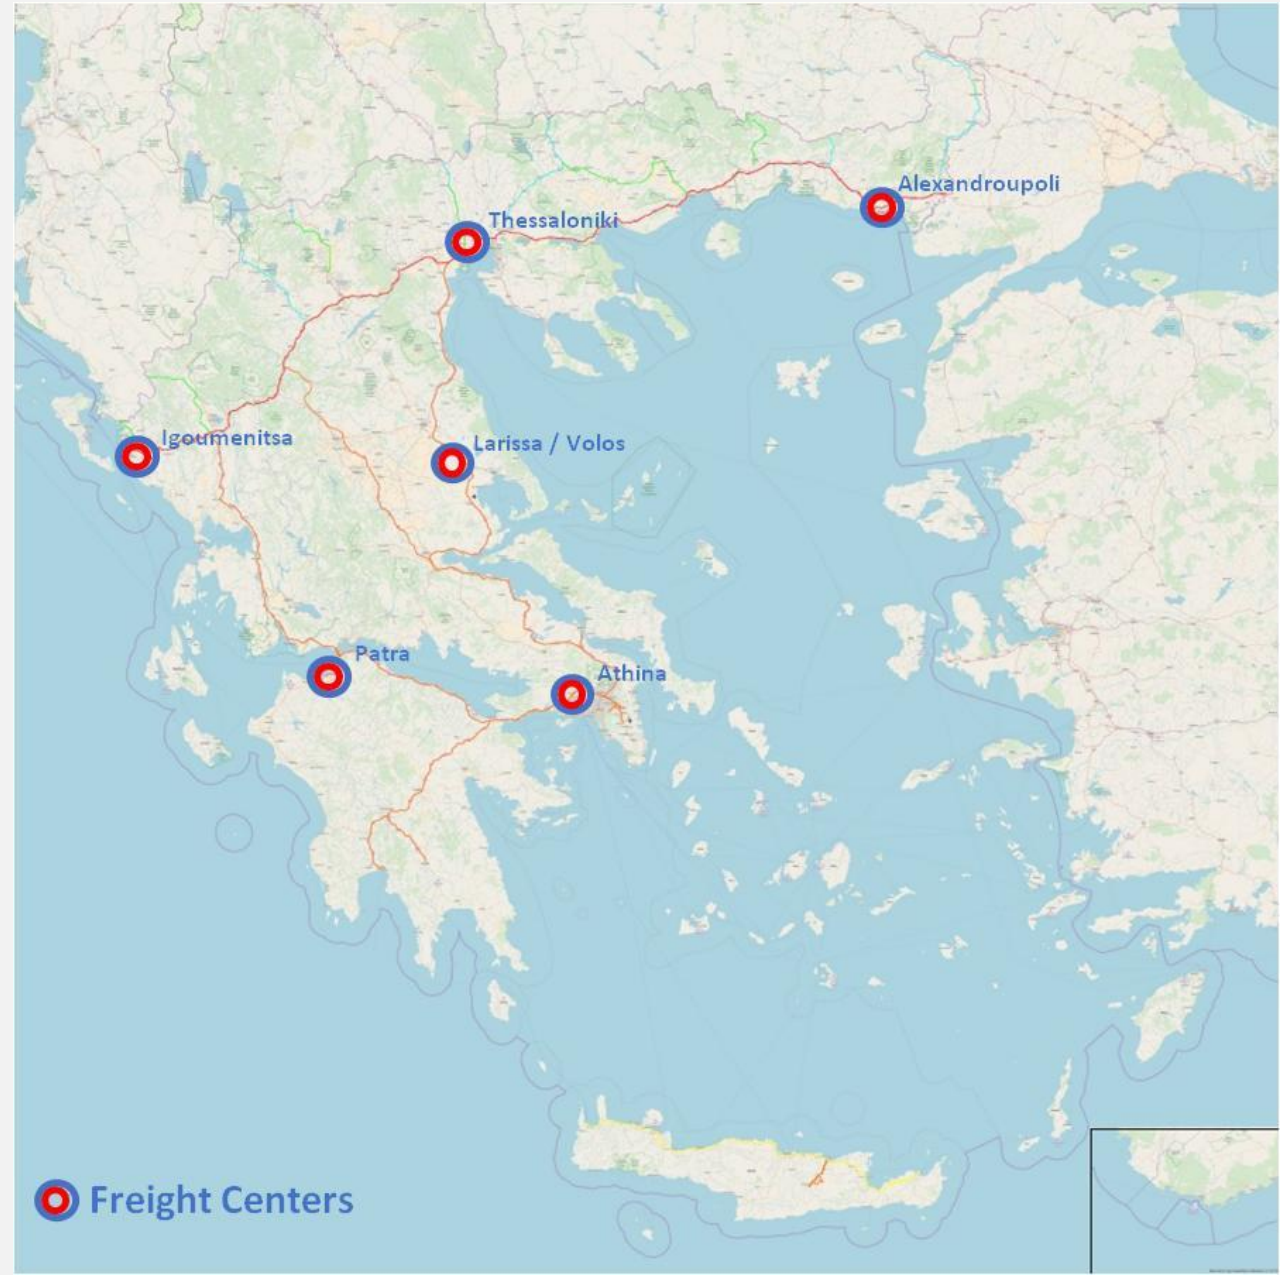 Alexandroupoli
Thessaloniki
Igoumenitsa
Larissa / Volos
Patra
Athina
Freight Centers